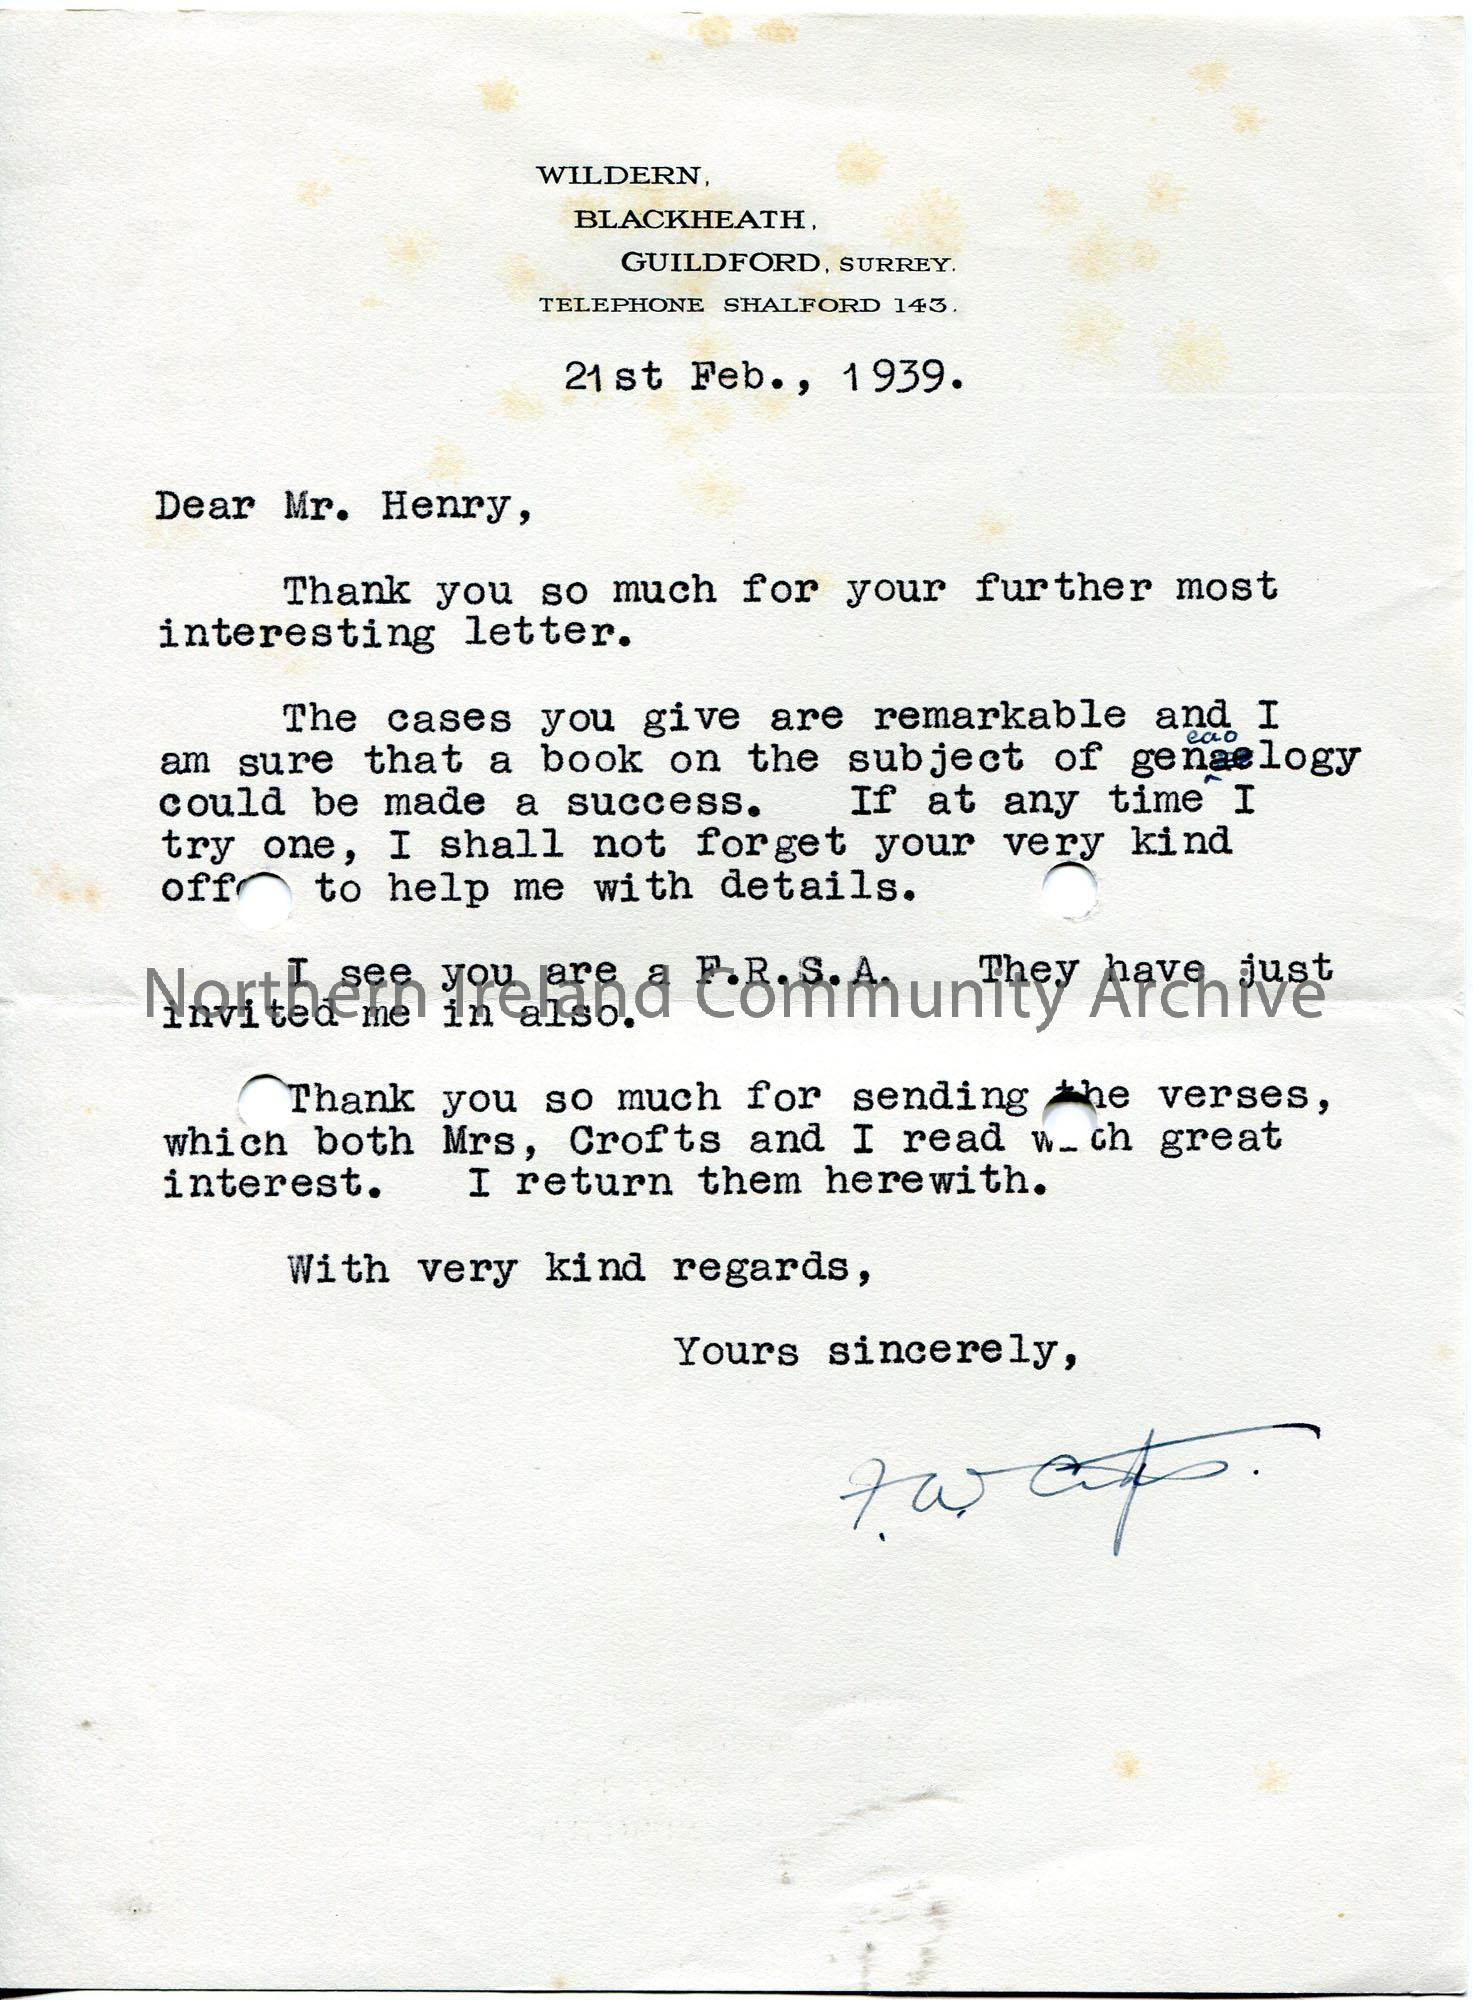 WILDERN,
BLACKHEATH,
GUILDFORD, SURREY.
TELEPHONE SHALFORD 143.
21st Feb., 1939.
Dear Mr. Henry,
Thank you so much for your further most
interesting letter.
The cases you give are remarkable and I
am sure that a book on the subject of genealogy
could be made a success. If at any time I
try one, I shall not forget your very kind
off to help me with details.
I see you are a F.R.S.A. They have just
invited me in also.
Northern Ireland Community Archive
Thank you so much for sending the verses,
which both Mrs, Crofts and I read with great
interest. I return them herewith.
With very kind regards,
Yours sincerely,
F. W. Crofts.